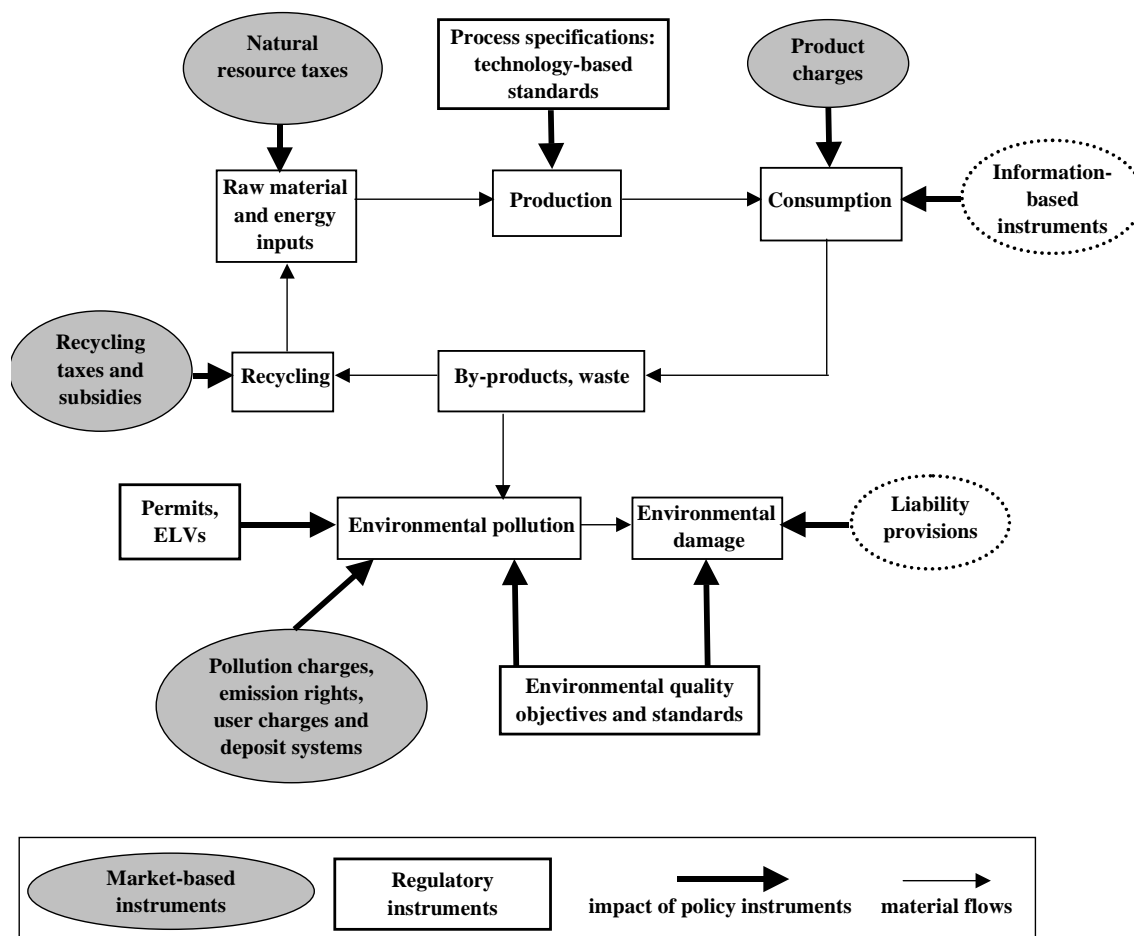 Natural
resource taxes
Process specifications:
technology-based
standards
Product
charges
Raw material
and energy
inputs
Production
Consumption
Information-
based
instruments
Recycling
taxes and
subsidies
Recycling
By-products, waste
Permits,
ELVs
Environmental pollution
Environmental
damage
Liability
provisions
Pollution charges,
emission rights,
user charges and
deposit systems
Environmental quality
objectives and standards
Market-based
instruments
Regulatory
instruments
impact of policy instruments
material flows